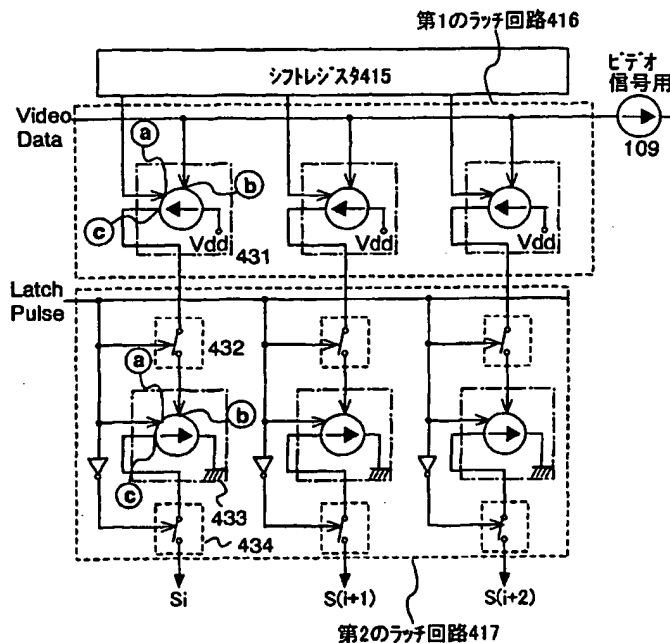 第1のラッチ回路416
シフトレジスタ415
ビデオ
信号用
109
Video
Data
a
b
c
Vdd
431
Vdd
Vdd
Latch
Pulse
432
a
b
c
433
434
Si
S(i+1)
S(i+2)
第2のラッチ回路417